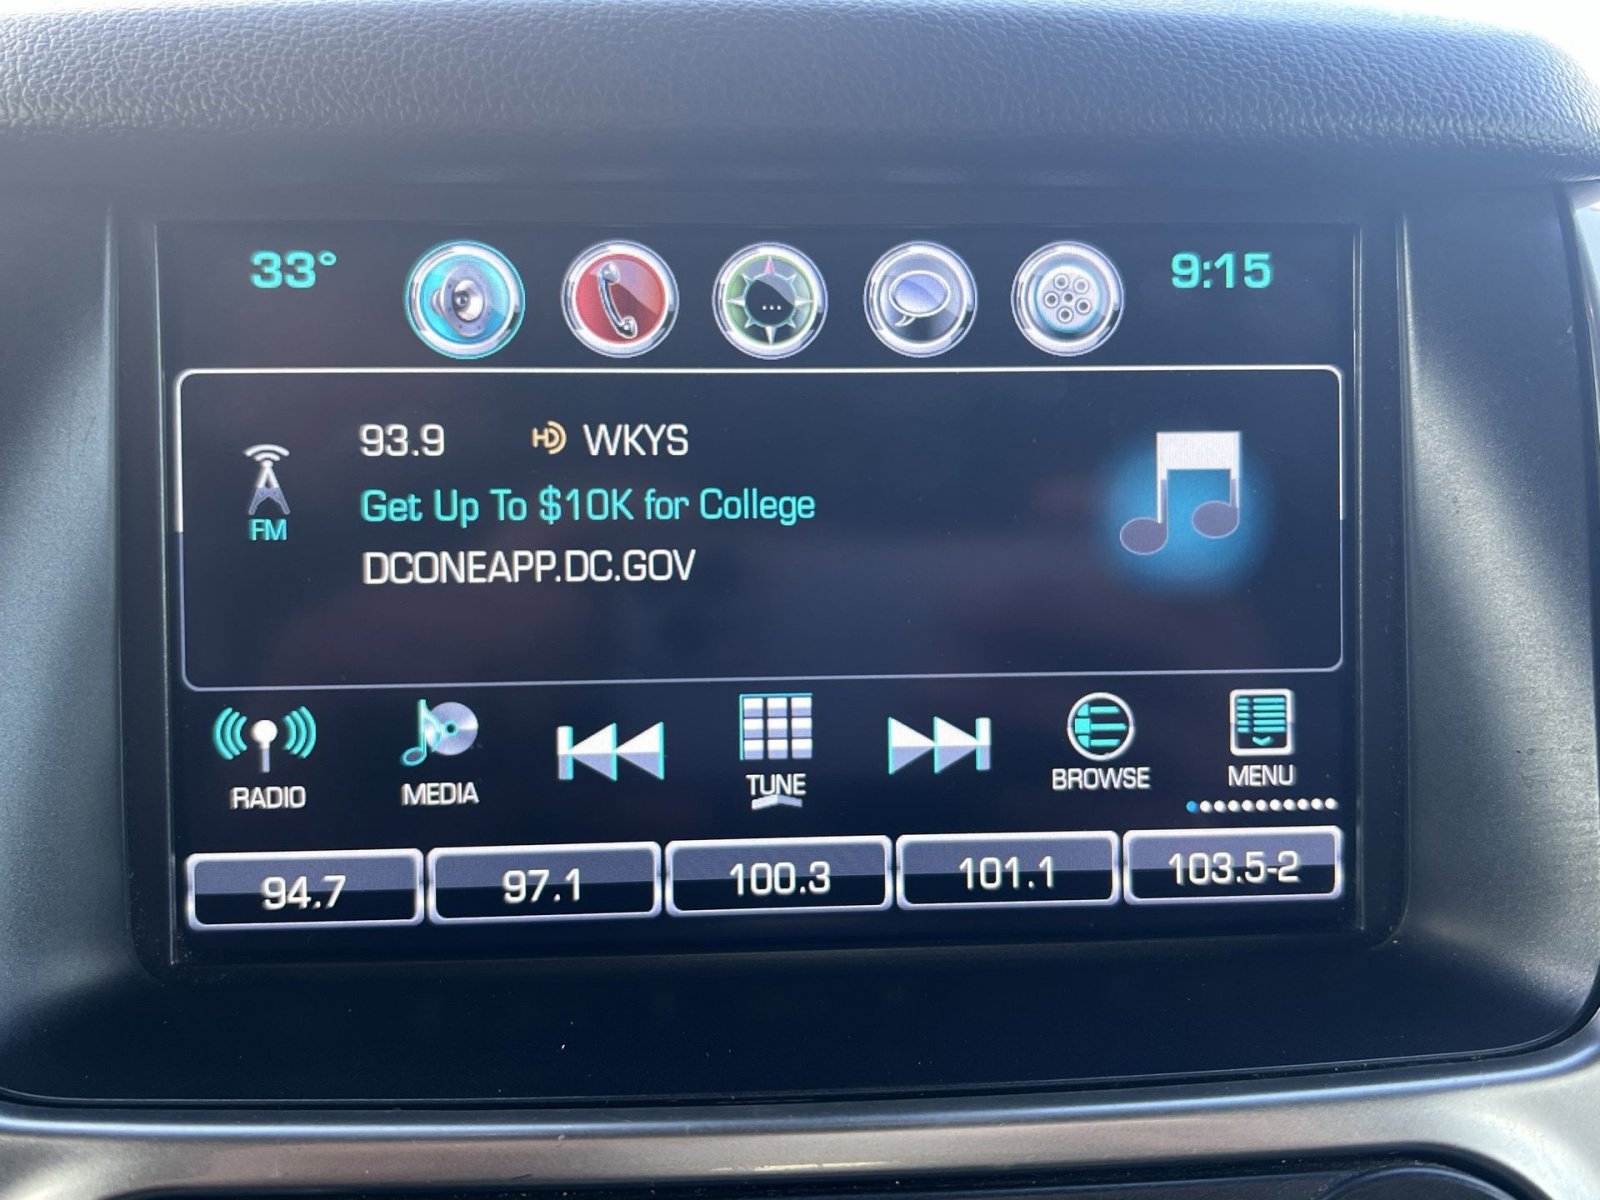 33° 9:15
93.9 HD WKYS
Get Up To $10K for College
FM
DCONEAPP.DC.GOV
RADIO MEDIA TUNE BROWSE MENU
94.7 97.1 100.3 101.1 103.5-2